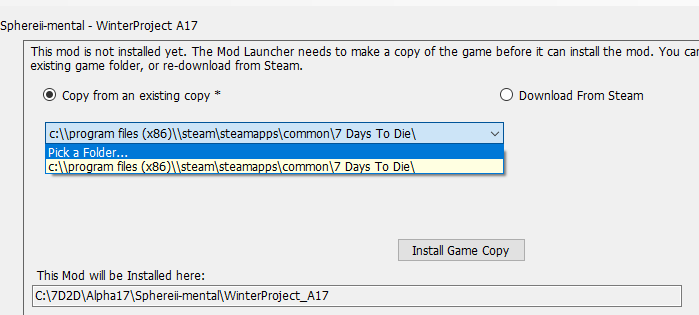 Sphereii-mental - WinterProject A17
This mod is not installed yet. The Mod Launcher needs to make a copy of the game before it can install the mod. You can
existing game folder, or re-download from Steam.
Copy from an existing copy *
Download From Steam
c:\\program files (x86)\\steam\steamapps\common\7 Days To Die\
Pick a Folder...
c:\\program files (x86)\\steam\steamapps\common\7 Days To Die\
Install Game Copy
This Mod will be Installed here:
C:\7D2D\Alpha17\Sphereii-mental\WinterProject_A17